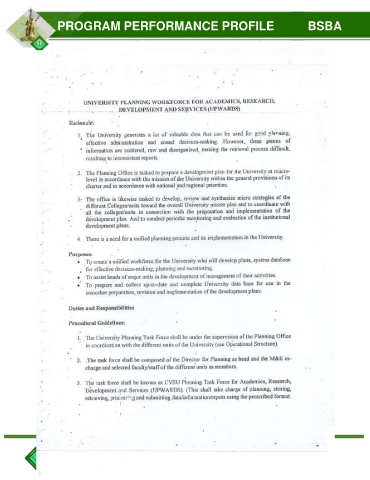 PROGRAM PERFORMANCE PROFILE BSBA
UNIVERSITY PLANNING WORKFORCE FOR ACADEMICS, RESEARCH,
DEVELOPMENT AND SERVICES (UPWARDS)
Rationale:
1. The University generates a lot of valuable data that can be used for good planning,
effective administration and sound decision-making. However, these pieces of
information are scattered, raw and disorganized, making the retrieval process difficult,
resulting to inconsistent reports.
2. The Planning Office is tasked to prepare a development plan for the University at macro-
level in accordance with the mission of the University within the general provisions of its
charter and in accordance with national and regional priorities.
3. The office is likewise tasked to develop, review and synthesize micro strategies of the
different Colleges/units toward the overall University master plan and to coordinate with
all the colleges/units in connection with the preparation and implementation of the
development plan. And to conduct periodic monitoring and evaluation of the institutional
development plans.
4. There is a need for a unified planning process and its implementation in the University.
Purposes
• To create a unified workforce for the University who will develop plans, system database
for effective decision-making, planning and monitoring.
• To assist heads of major units in the development of management of their activities.
• To prepare and collect up-to-date and complete University data base for use in the
smoother preparation, revision and implementation of the development plans.
Duties and Responsibilities
Procedural Guidelines:
1. The University Planning Task Force shall be under the supervision of the Planning Office
in coordination with the different units of the University (see Operational Structure).
2. The task force shall be composed of the Director for Planning as head and the M&E in-
charge and selected faculty/staff of the different units as members.
3. The task force shall be known as CVSU Planning Task Force for Academics, Research,
Development and Services (UPWARDS). (This shall take charge of planning, storing,
retrieving, processing and submitting data/information/reports using the prescribed format.